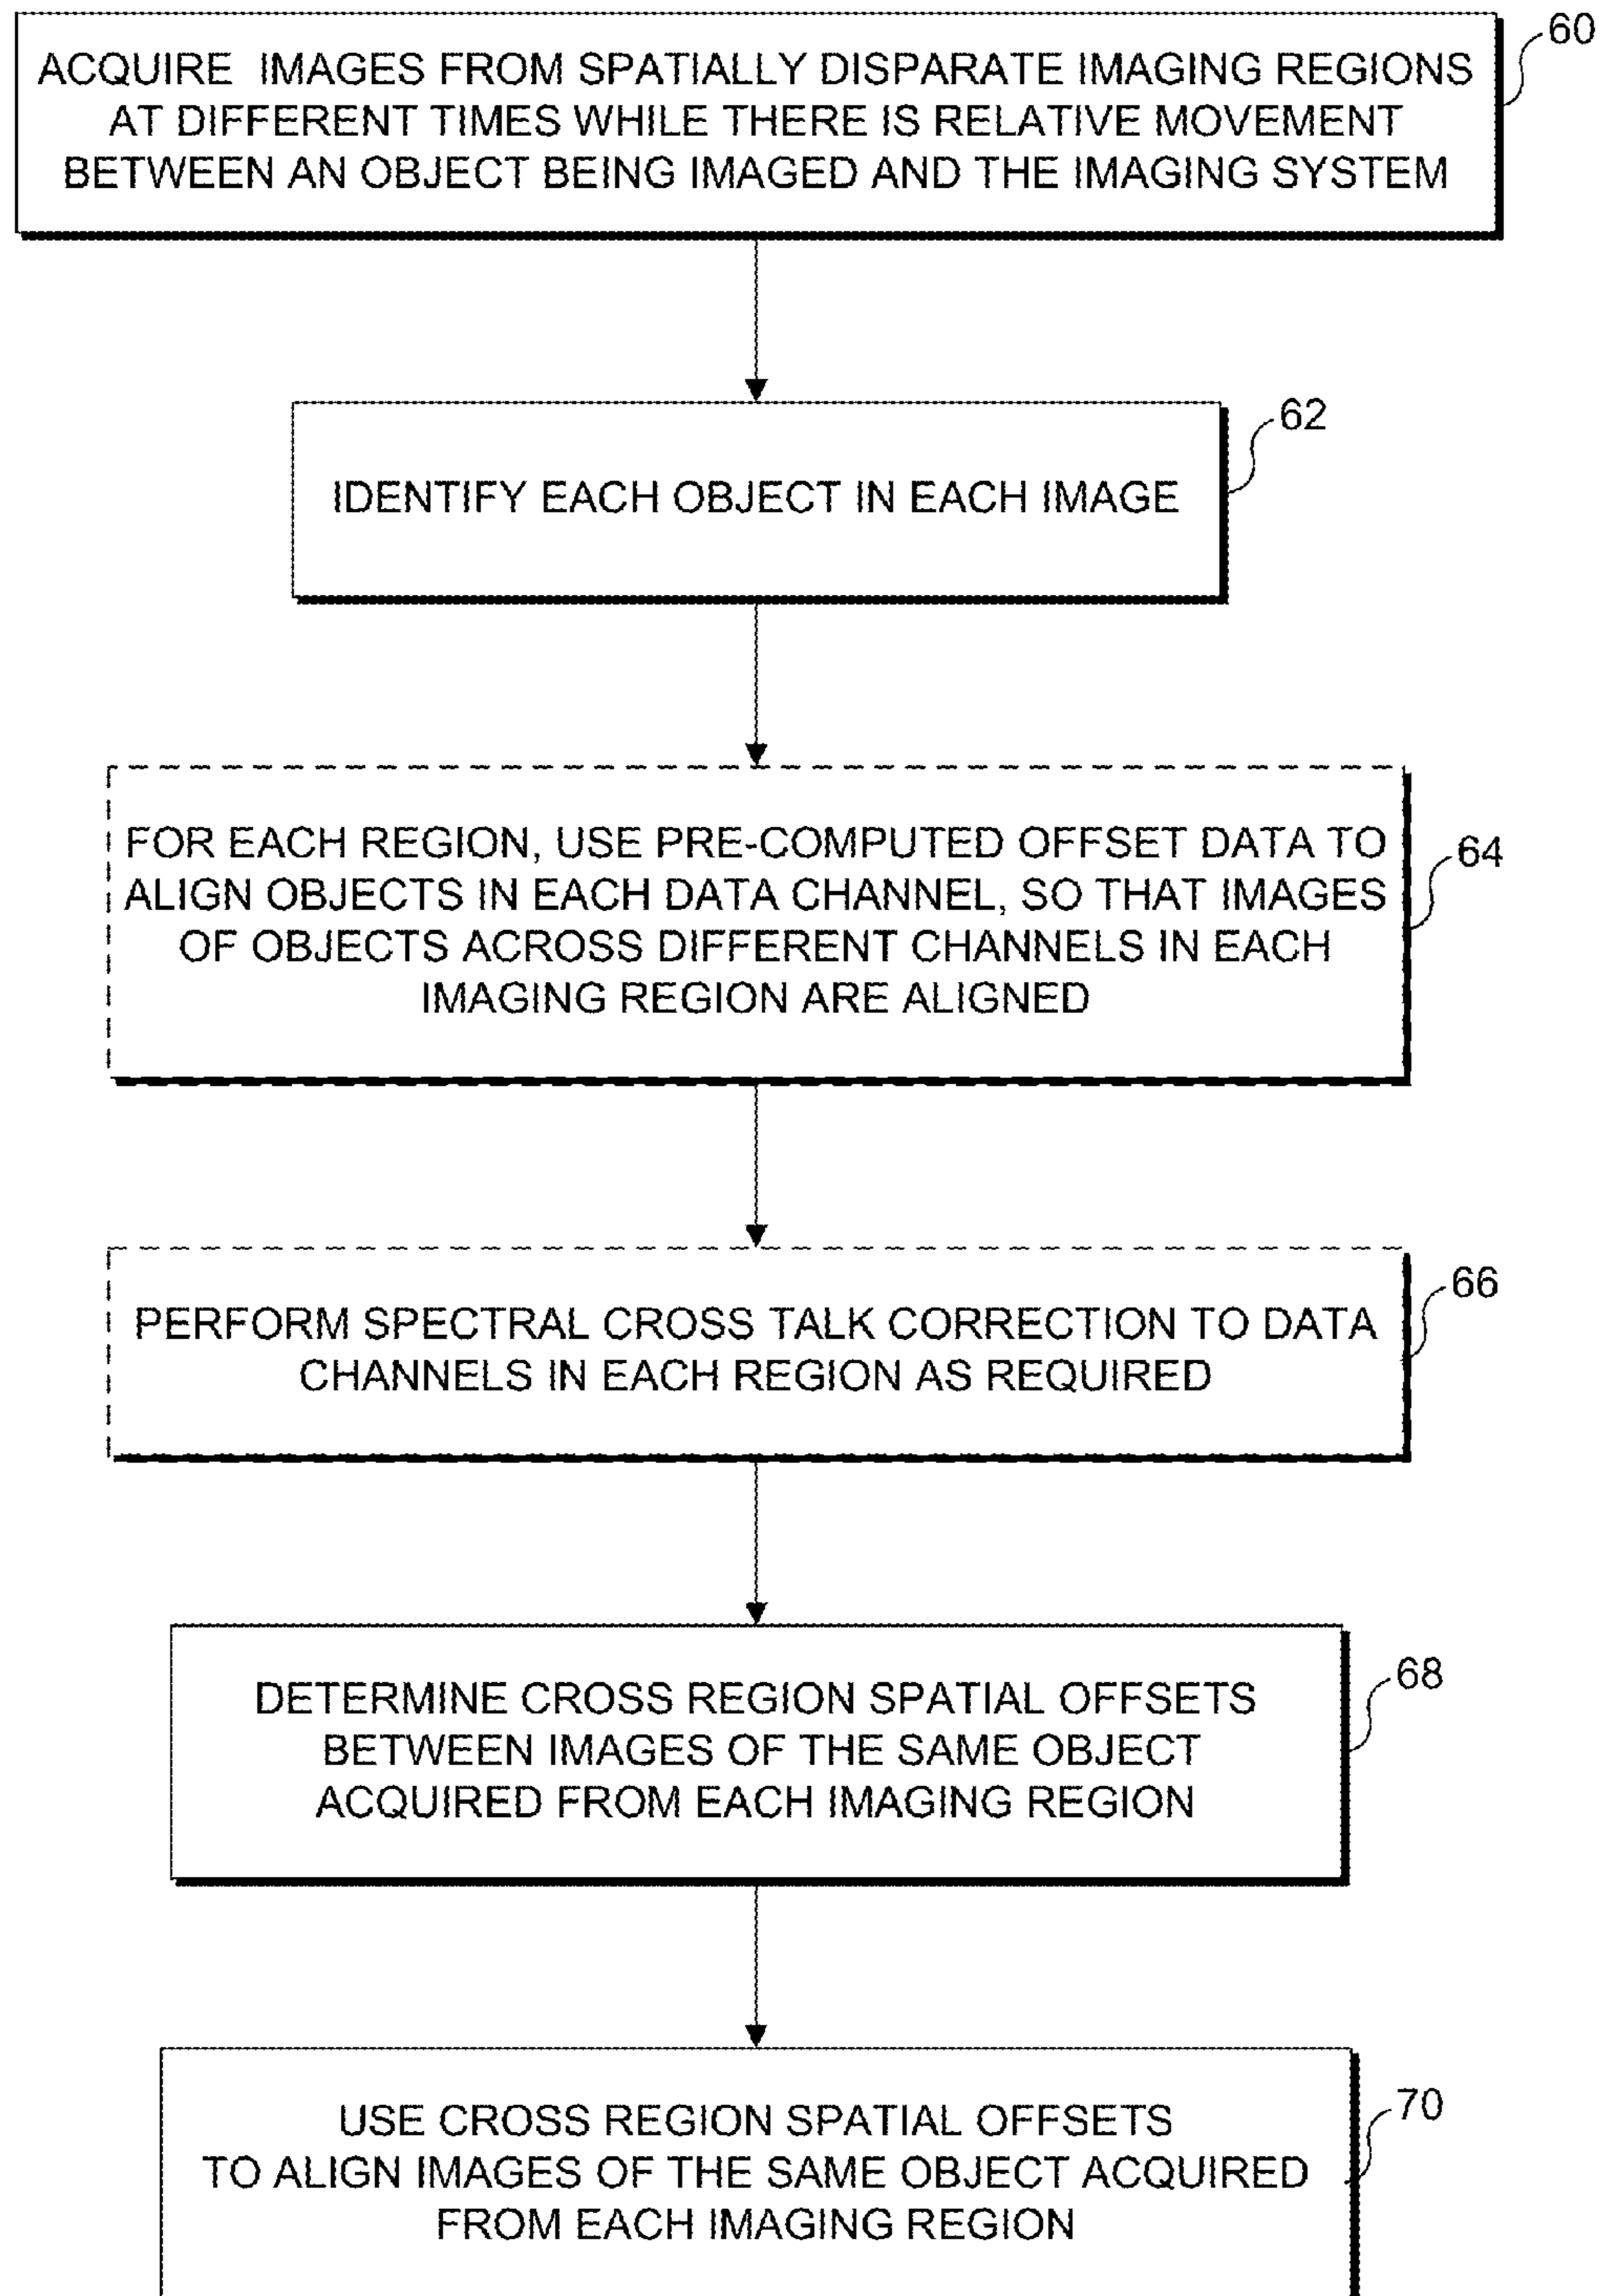 60
ACQUIRE IMAGES FROM SPATIALLY DISPARATE IMAGING REGIONS
AT DIFFERENT TIMES WHILE THERE IS RELATIVE MOVEMENT
BETWEEN AN OBJECT BEING IMAGED AND THE IMAGING SYSTEM
62
IDENTIFY EACH OBJECT IN EACH IMAGE
64
FOR EACH REGION, USE PRE-COMPUTED OFFSET DATA TO
ALIGN OBJECTS IN EACH DATA CHANNEL, SO THAT IMAGES
OF OBJECTS ACROSS DIFFERENT CHANNELS IN EACH
IMAGING REGION ARE ALIGNED
66
PERFORM SPECTRAL CROSS TALK CORRECTION TO DATA
CHANNELS IN EACH REGION AS REQUIRED
68
DETERMINE CROSS REGION SPATIAL OFFSETS
BETWEEN IMAGES OF THE SAME OBJECT
ACQUIRED FROM EACH IMAGING REGION
70
USE CROSS REGION SPATIAL OFFSETS
TO ALIGN IMAGES OF THE SAME OBJECT ACQUIRED
FROM EACH IMAGING REGION